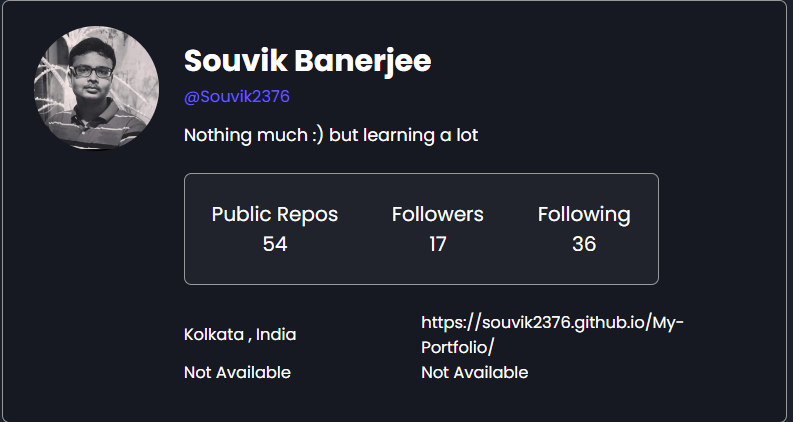 Souvik Banerjee
@Souvik2376
Nothing much :) but learning a lot
Public Repos Followers Following
54 17 36
Kolkata , India
https://souvik2376.github.io/My-
Portfolio/
Not Available
Not Available